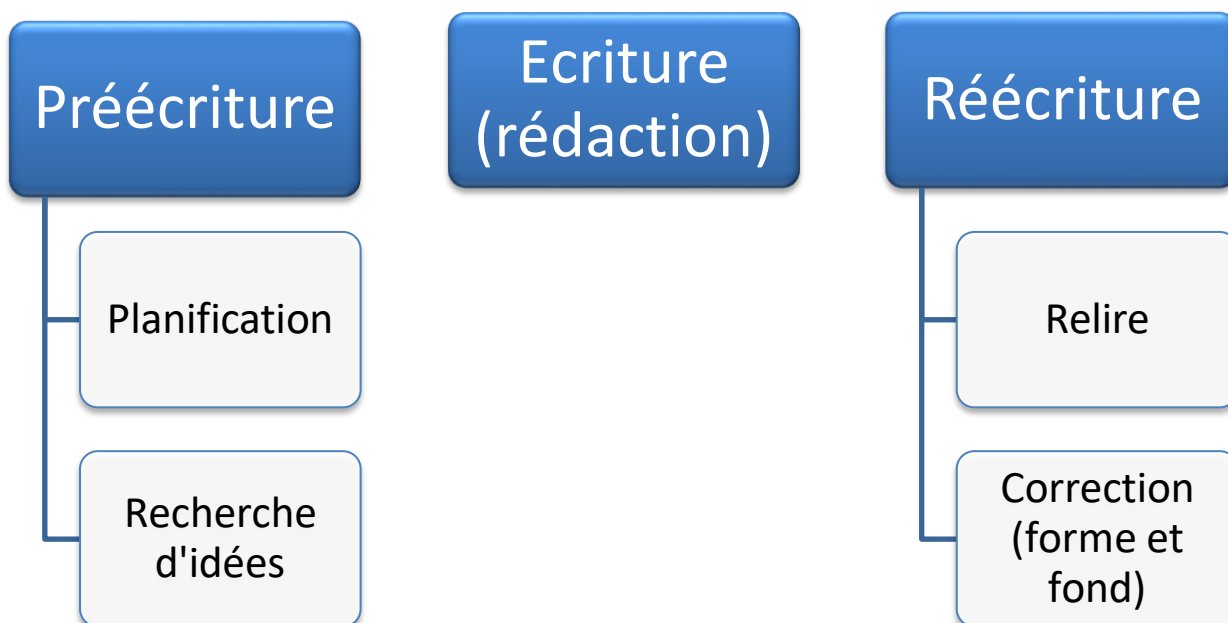 Préécriture
Planification
Recherche
d'idées
Ecriture
(rédaction)
Réécriture
Relire
Correction
(forme et
fond)